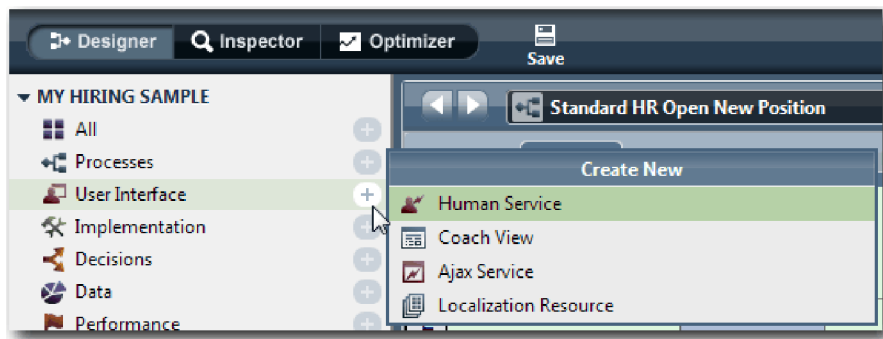 Designer Inspector Optimizer Save
MY HIRING SAMPLE
Standard HR Open New Position
All
Processes
Create New
User Interface
Human Service
Implementation
Coach View
Decisions
Ajax Service
Data
Localization Resource
Performance